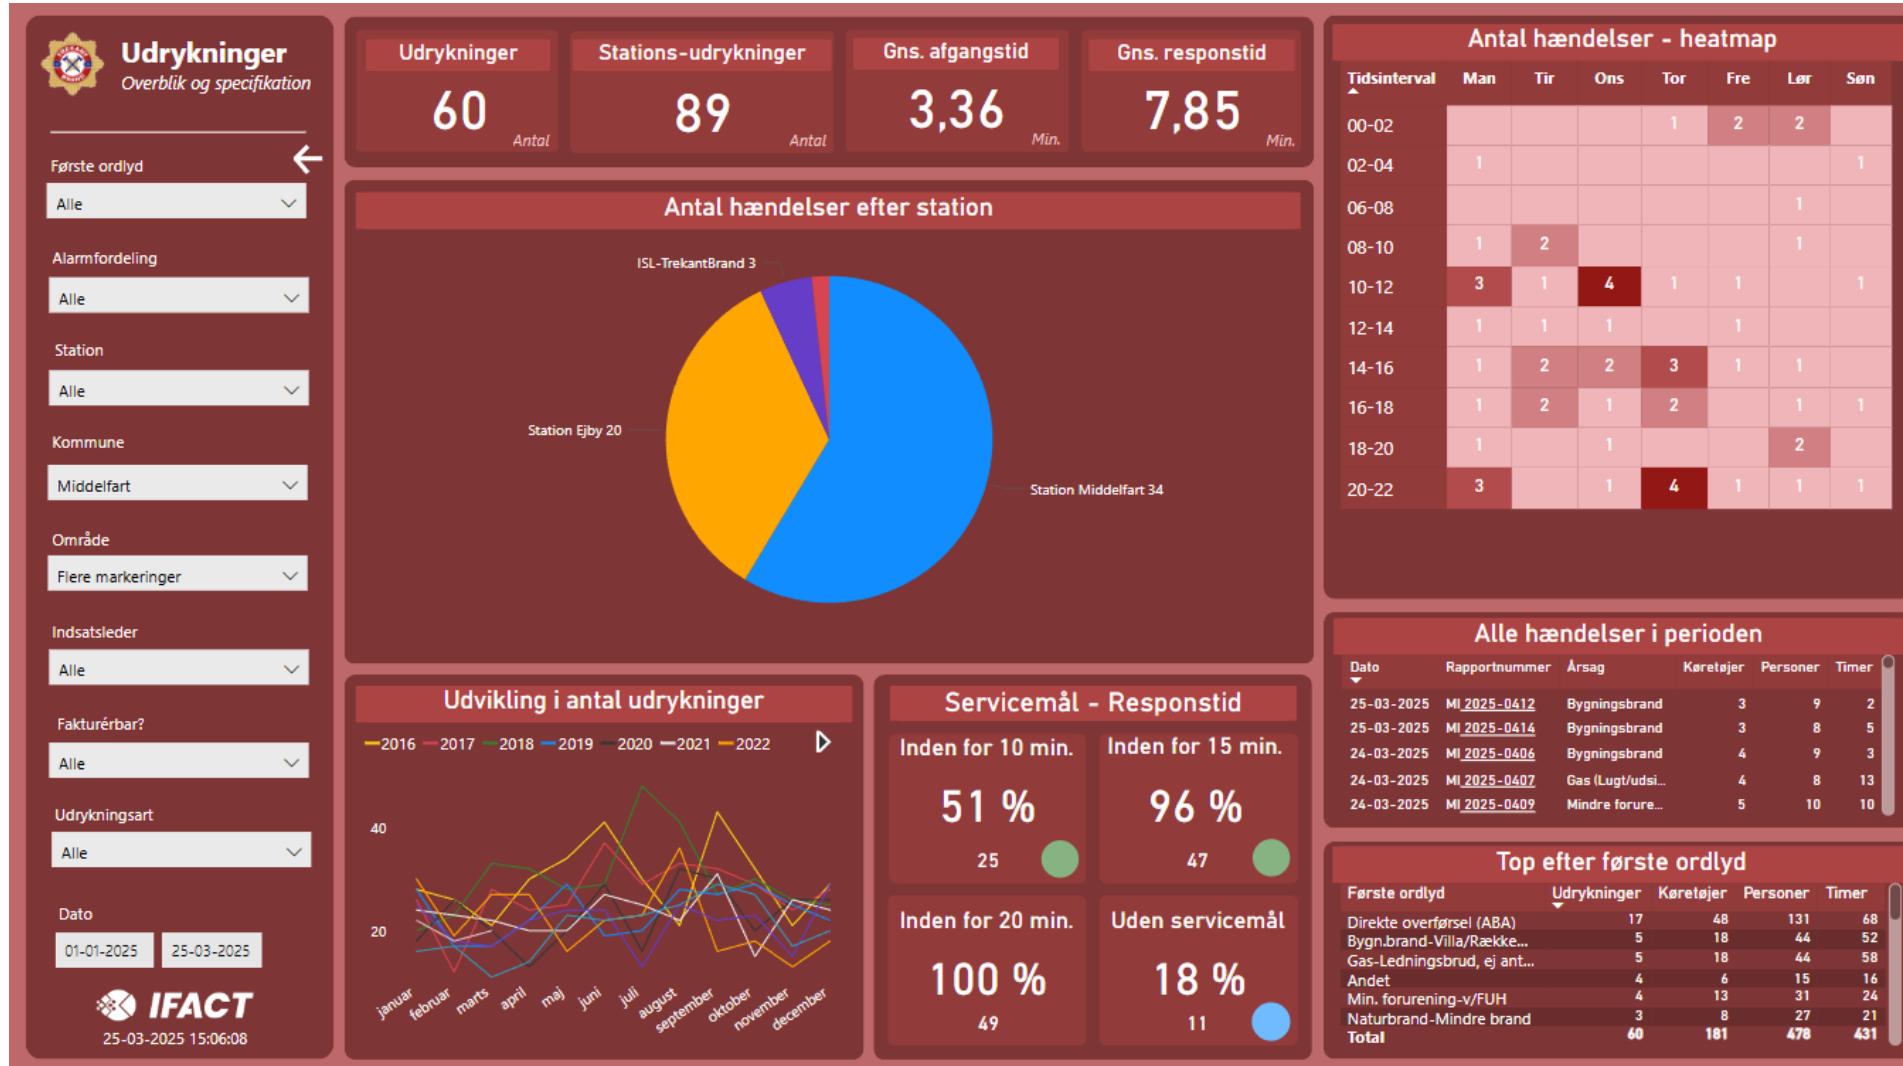 Udrykninger
Overblik og specifikation
Første ordlyd
Alle
Alarmfordeling
Alle
Station
Alle
Kommune
Middelfart
Område
Flere markeringer
Indsatsleder
Alle
Fakturérbar?
Alle
Udrykningsart
Alle
Dato
01-01-2025 25-03-2025
IFACT
25-03-2025 15:06:08
Udrykninger
60
Antal
Stations-udrykninger
89
Antal
Gns. afgangstid
3,36
Min.
Gns. responstid
7,85
Min.
Antal hændelser efter station
ISL-TrekantBrand 3
Station Ejby 20
Station Middelfart 34
Udvikling i antal udrykninger
2016 2017 2018 2019 2020 2021 2022
40
20
januar februar marts april maj juni juli august september oktober november december
Servicemål - Responstid
Inden for 10 min.
51 %
25
Inden for 15 min.
96 %
47
Inden for 20 min.
100 %
49
Uden servicemål
18 %
11
Antal hændelser - heatmap
Tidsinterval Man Tir Ons Tor Fre Lør Søn
00-02 1 2 2
02-04 1 1
06-08 1
08-10 1 2 1
10-12 3 1 4 1 1 1
12-14 1 1 1 1
14-16 1 2 2 3 1 1
16-18 1 2 1 2 1 1
18-20 1 1 2
20-22 3 1 4 1 1 1
Alle hændelser i perioden
Dato Rapportnummer Årsag Køretøjer Personer Timer
25-03-2025 MI 2025-0412 Bygningsbrand 3 9 2
25-03-2025 MI 2025-0414 Bygningsbrand 3 8 5
24-03-2025 MI 2025-0406 Bygningsbrand 4 9 3
24-03-2025 MI 2025-0407 Gas (Lugt/udsi... 4 8 13
24-03-2025 MI 2025-0409 Mindre forure... 5 10 10
Top efter første ordlyd
Første ordlyd Udrykninger Køretøjer Personer Timer
Direkte overførsel (ABA) 17 48 131 68
Bygn.brand-Villa/Række... 5 18 44 52
Gas-Ledningsbrud, ej ant... 5 18 44 58
Andet 4 6 15 16
Min. forurening-v/FUH 4 13 31 24
Naturbrand-Mindre brand 3 8 27 21
Total 60 181 478 431